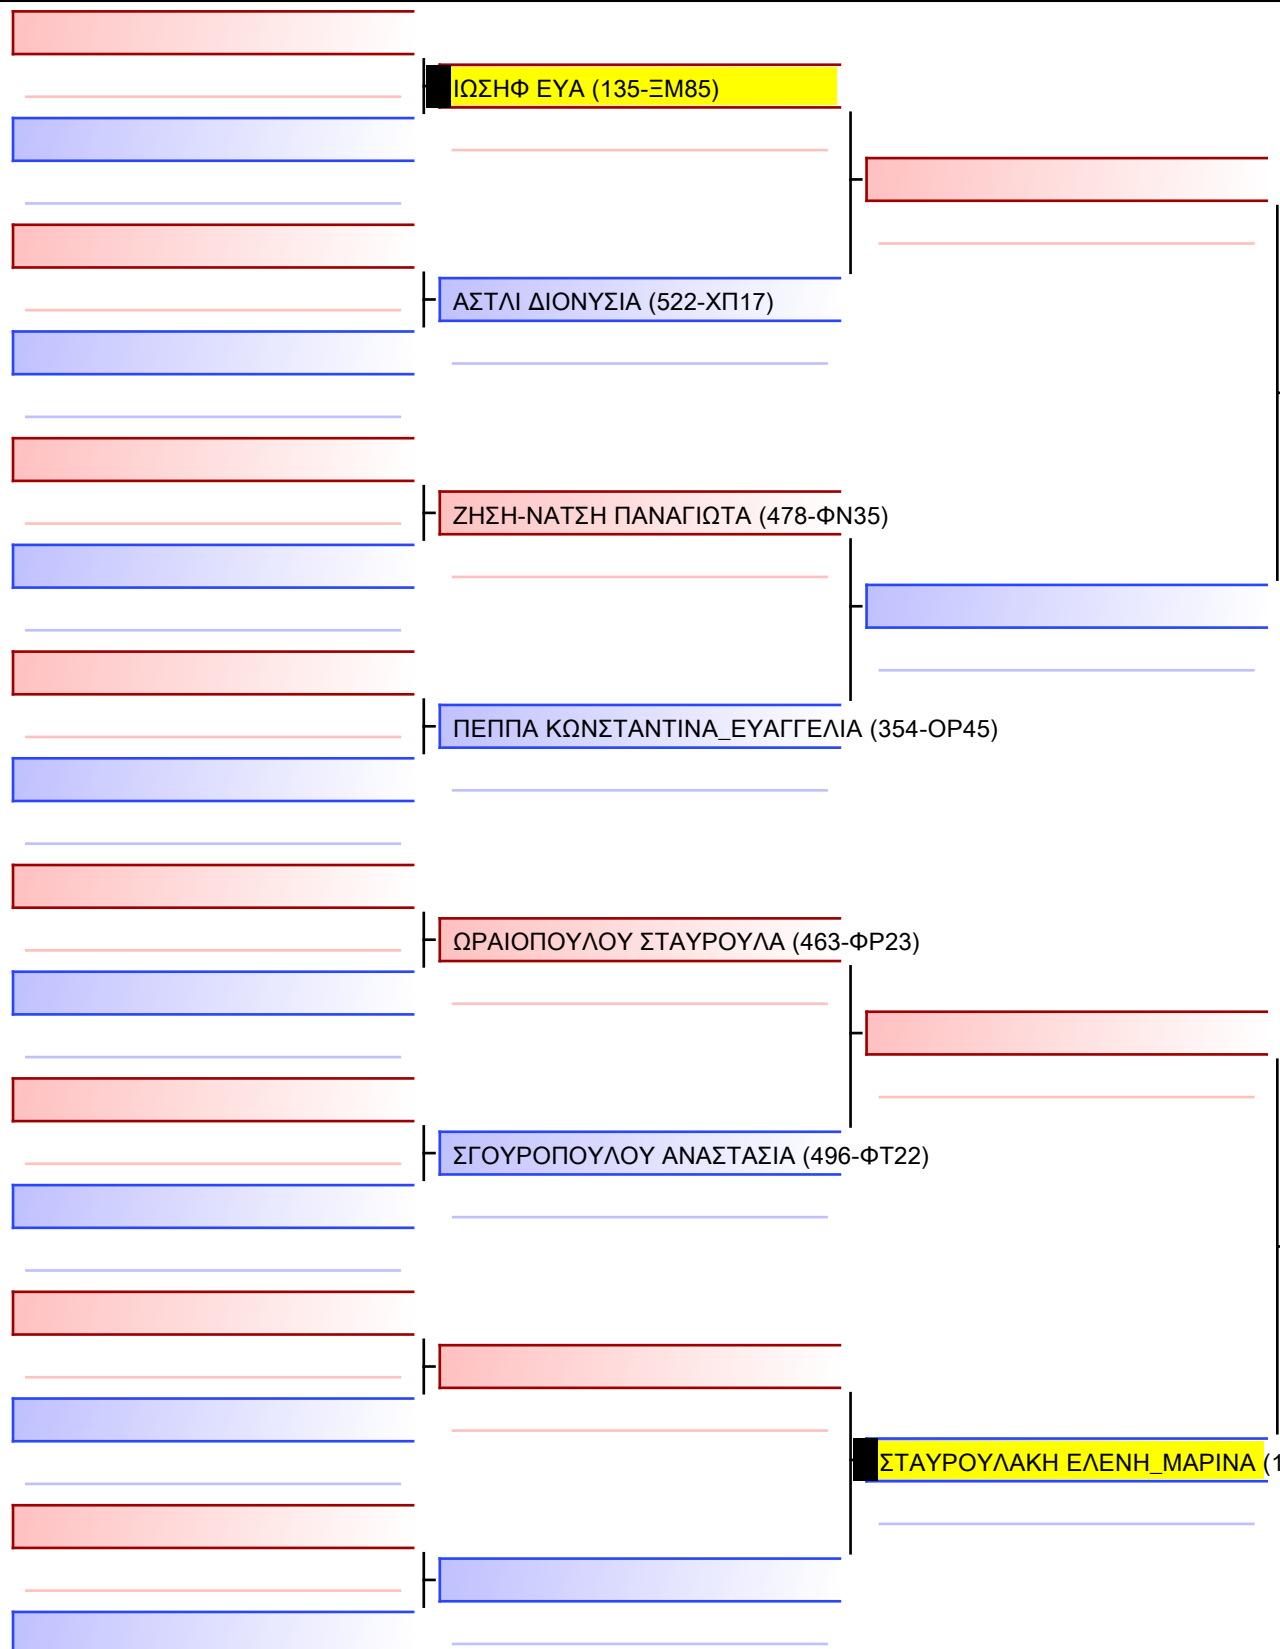 ΙΩΣΗΦ ΕΥΑ (135-ΞΜ85)
ΑΣΤΛΙ ΔΙΟΝΥΣΙΑ (522-ΧΠ17)
ΖΗΣΗ-ΝΑΤΣΗ ΠΑΝΑΓΙΩΤΑ (478-ΦΝ35)
ΠΕΠΠΑ ΚΩΝΣΤΑΝΤΙΝΑ_ΕΥΑΓΓΕΛΙΑ (354-ΟΡ45)
ΩΡΑΙΟΠΟΥΛΟΥ ΣΤΑΥΡΟΥΛΑ (463-ΦΡ23)
ΣΓΟΥΡΟΠΟΥΛΟΥ ΑΝΑΣΤΑΣΙΑ (496-ΦΤ22)
ΣΤΑΥΡΟΥΛΑΚΗ ΕΛΕΝΗ_ΜΑΡΙΝΑ (1